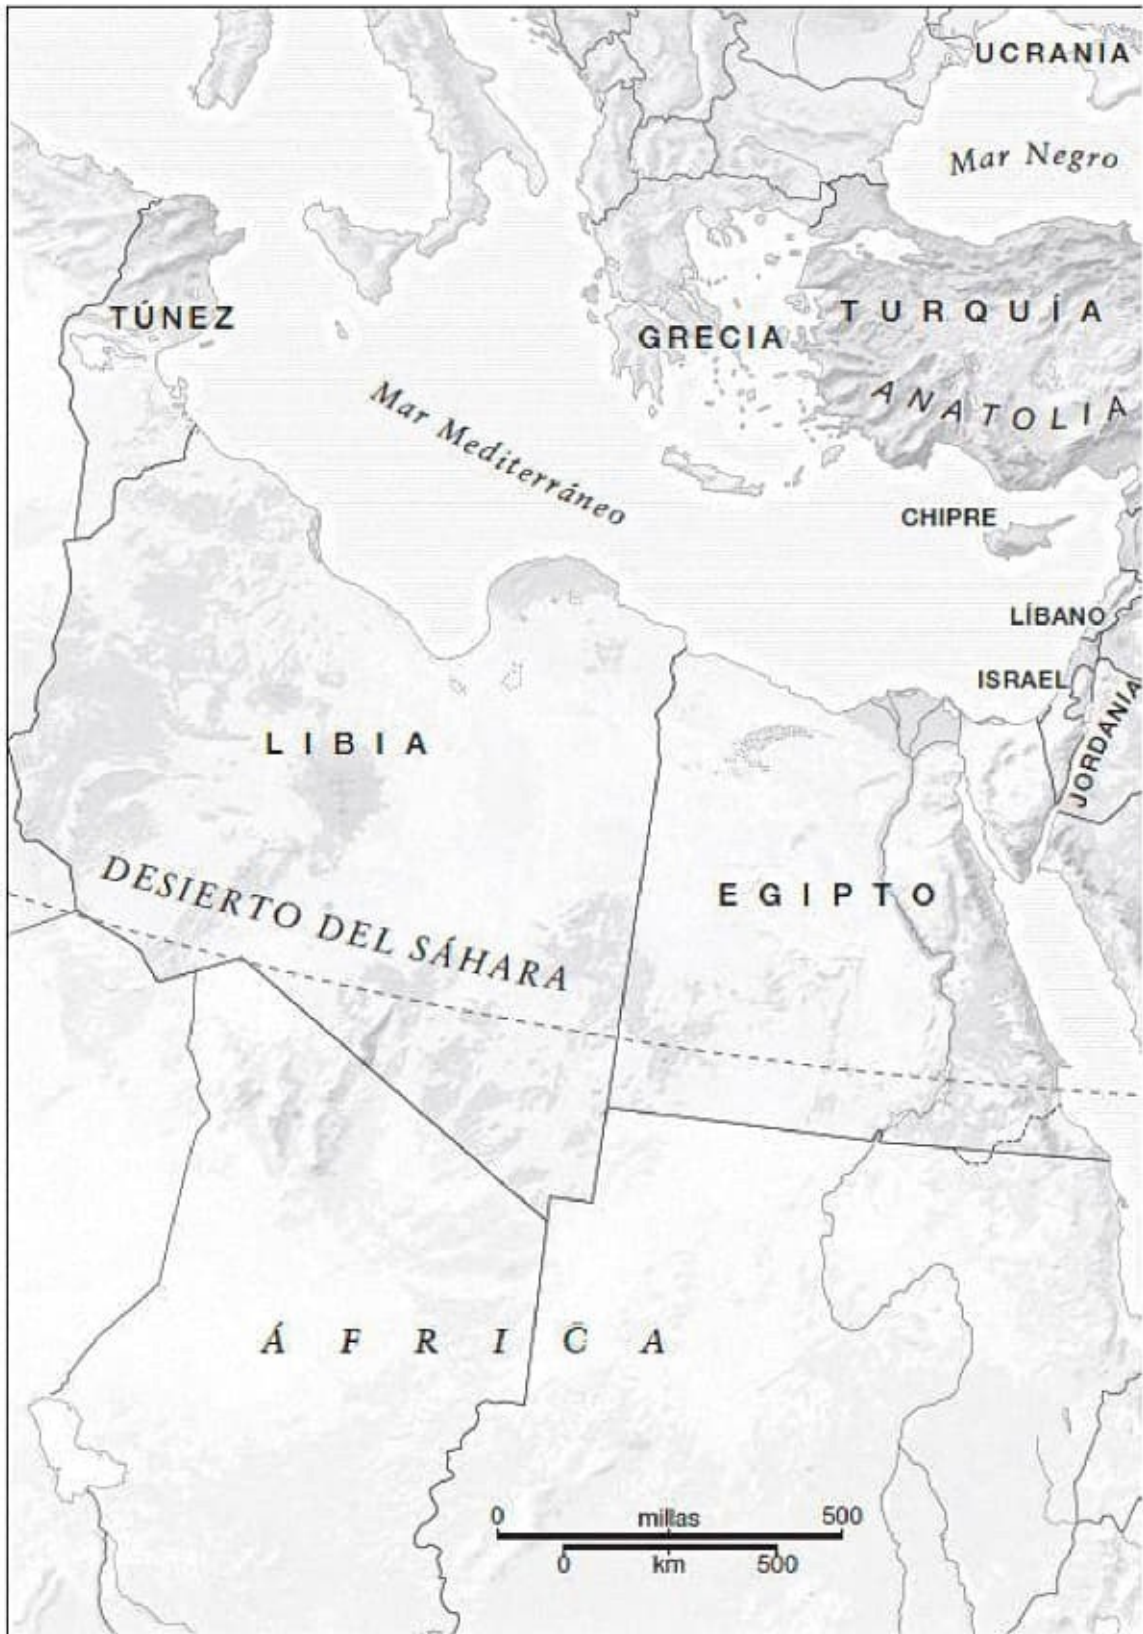 UCRANIA
Mar Negro
TÚNEZ
GRECIA
TURQUÍA
ANATOLIA
Mar Mediterráneo
CHIPRE
LÍBANO
ISRAEL
JORDANIA
LIBIA
EGIPTO
DESIERTO DEL SÁHARA
ÁFRICA
0 millas 500
0 km 500